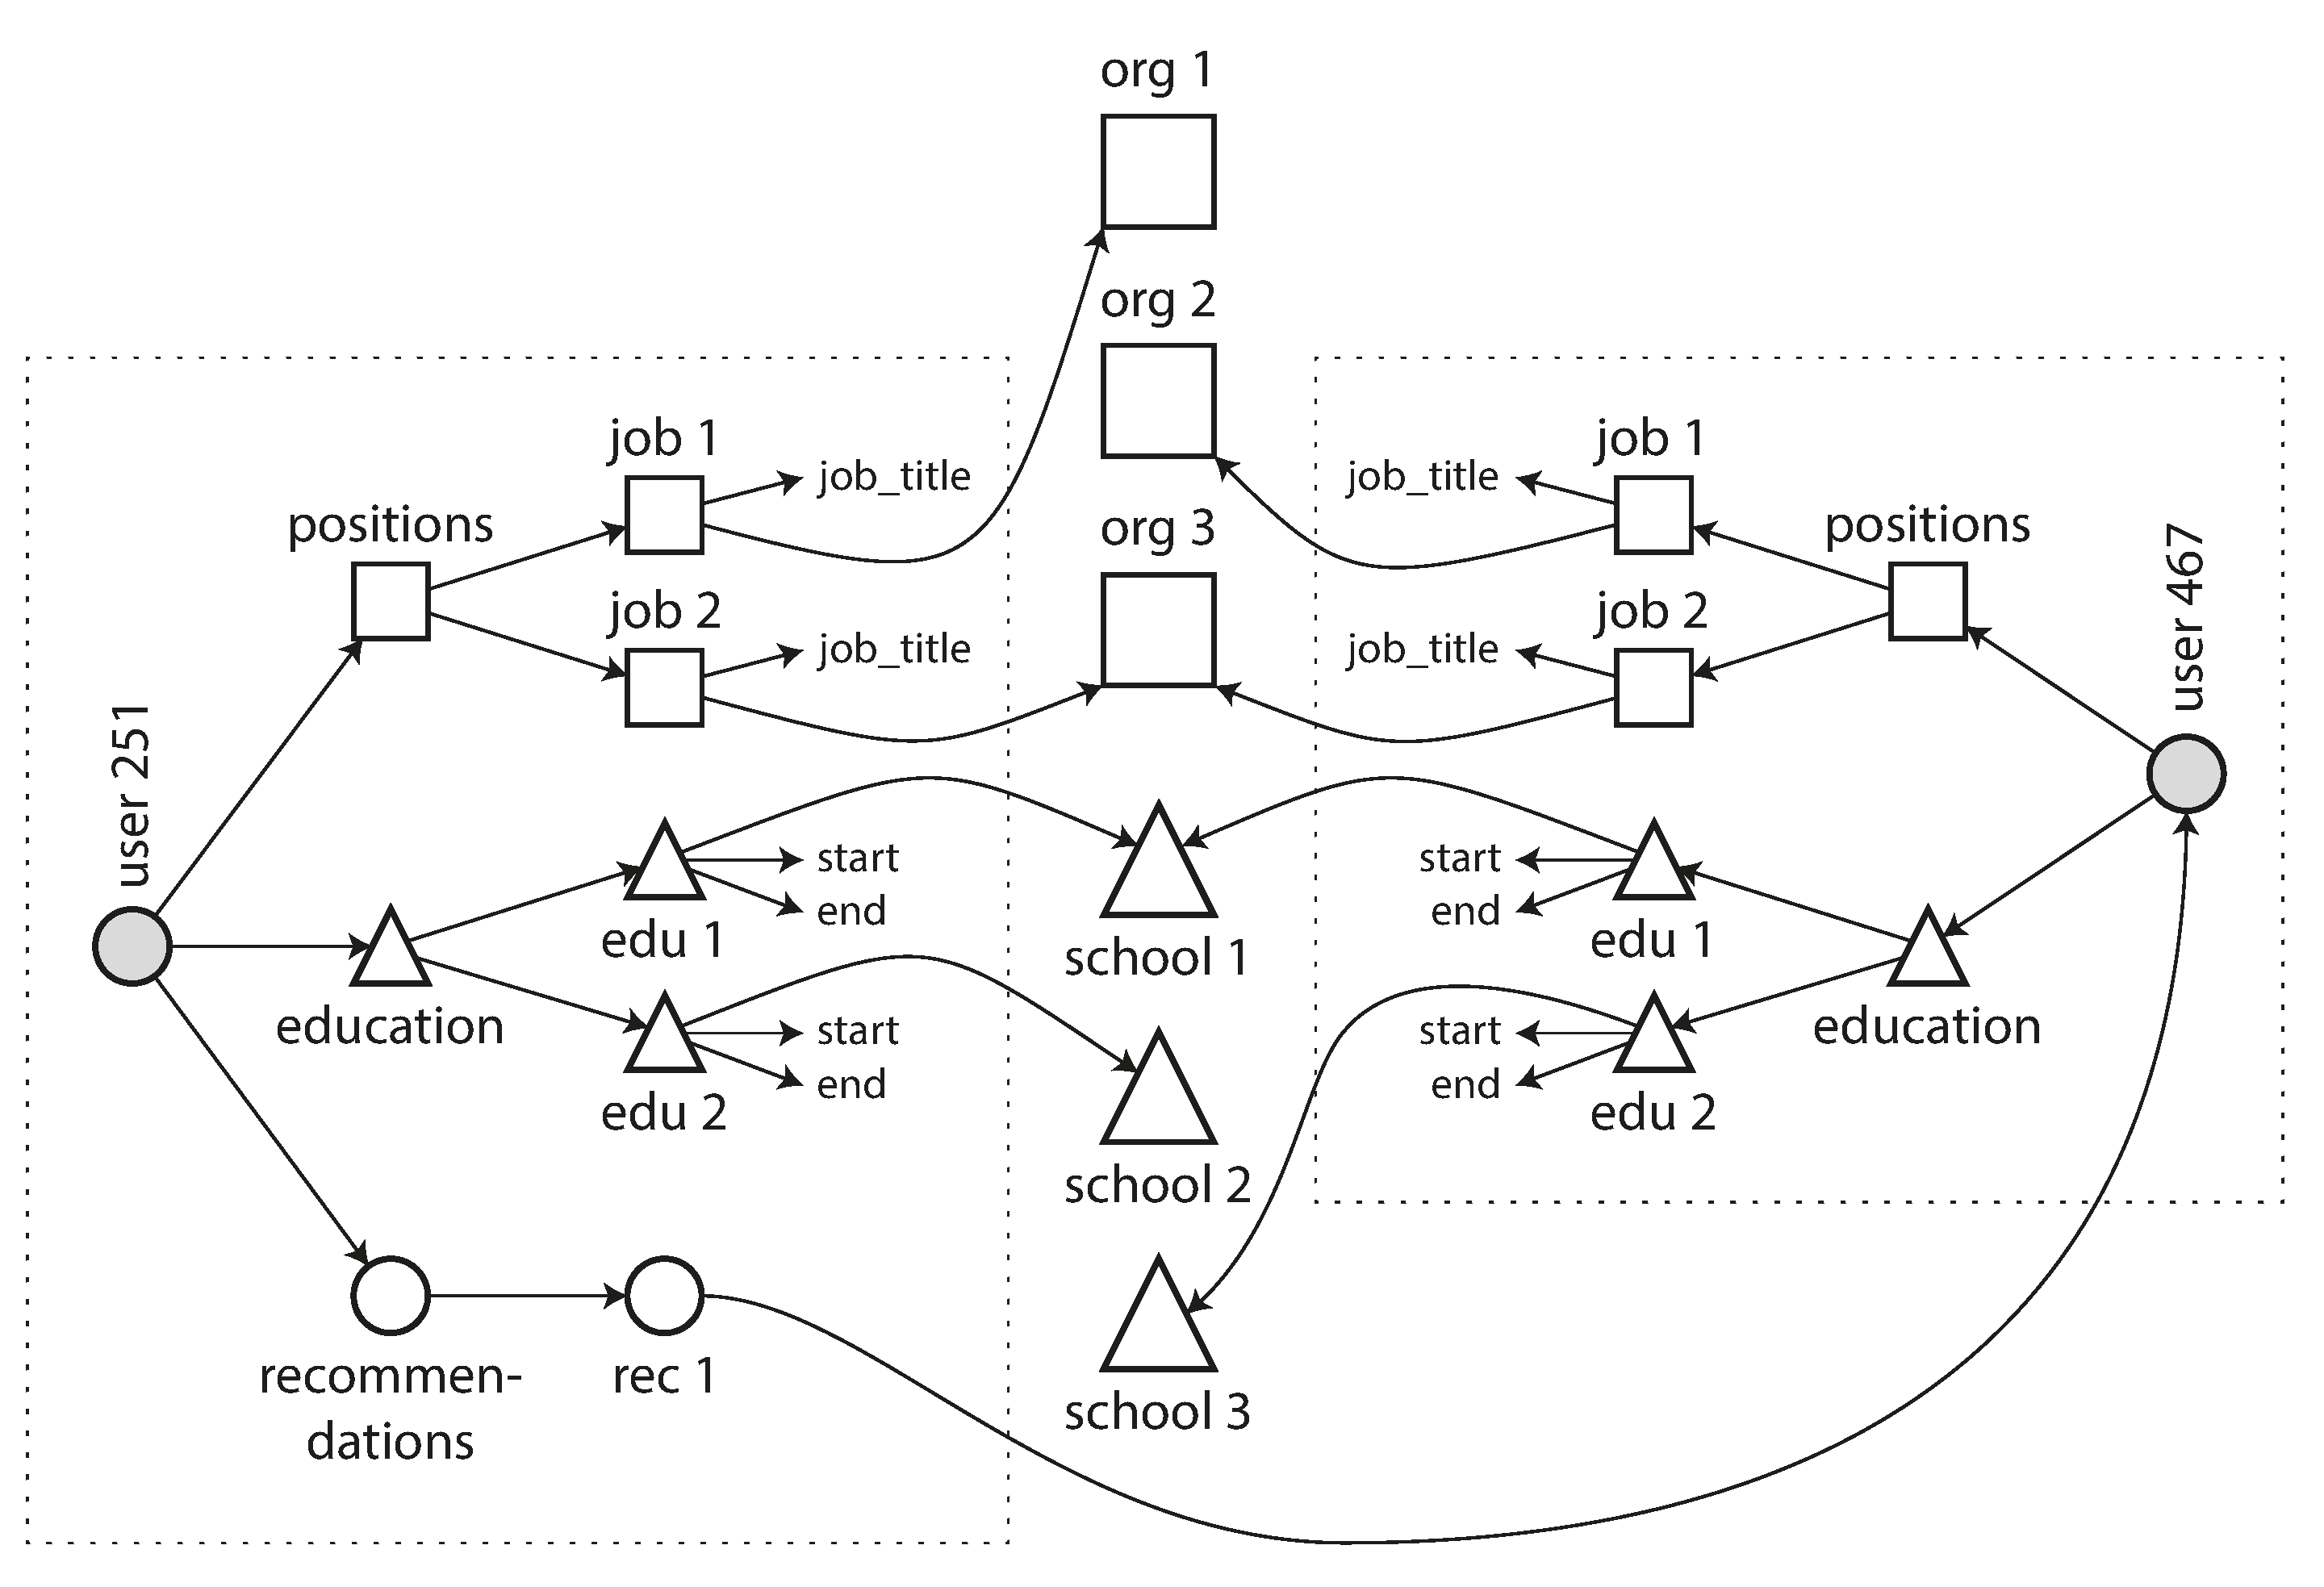 org 1
org 2
org 3
user 251
positions
job 1
job_title
job 2
job_title
education
edu 1
start
end
edu 2
start
end
recommen-
dations
rec 1
school 1
school 2
school 3
job_title
job 1
positions
job_title
job 2
user 467
start
end
edu 1
start
end
edu 2
education